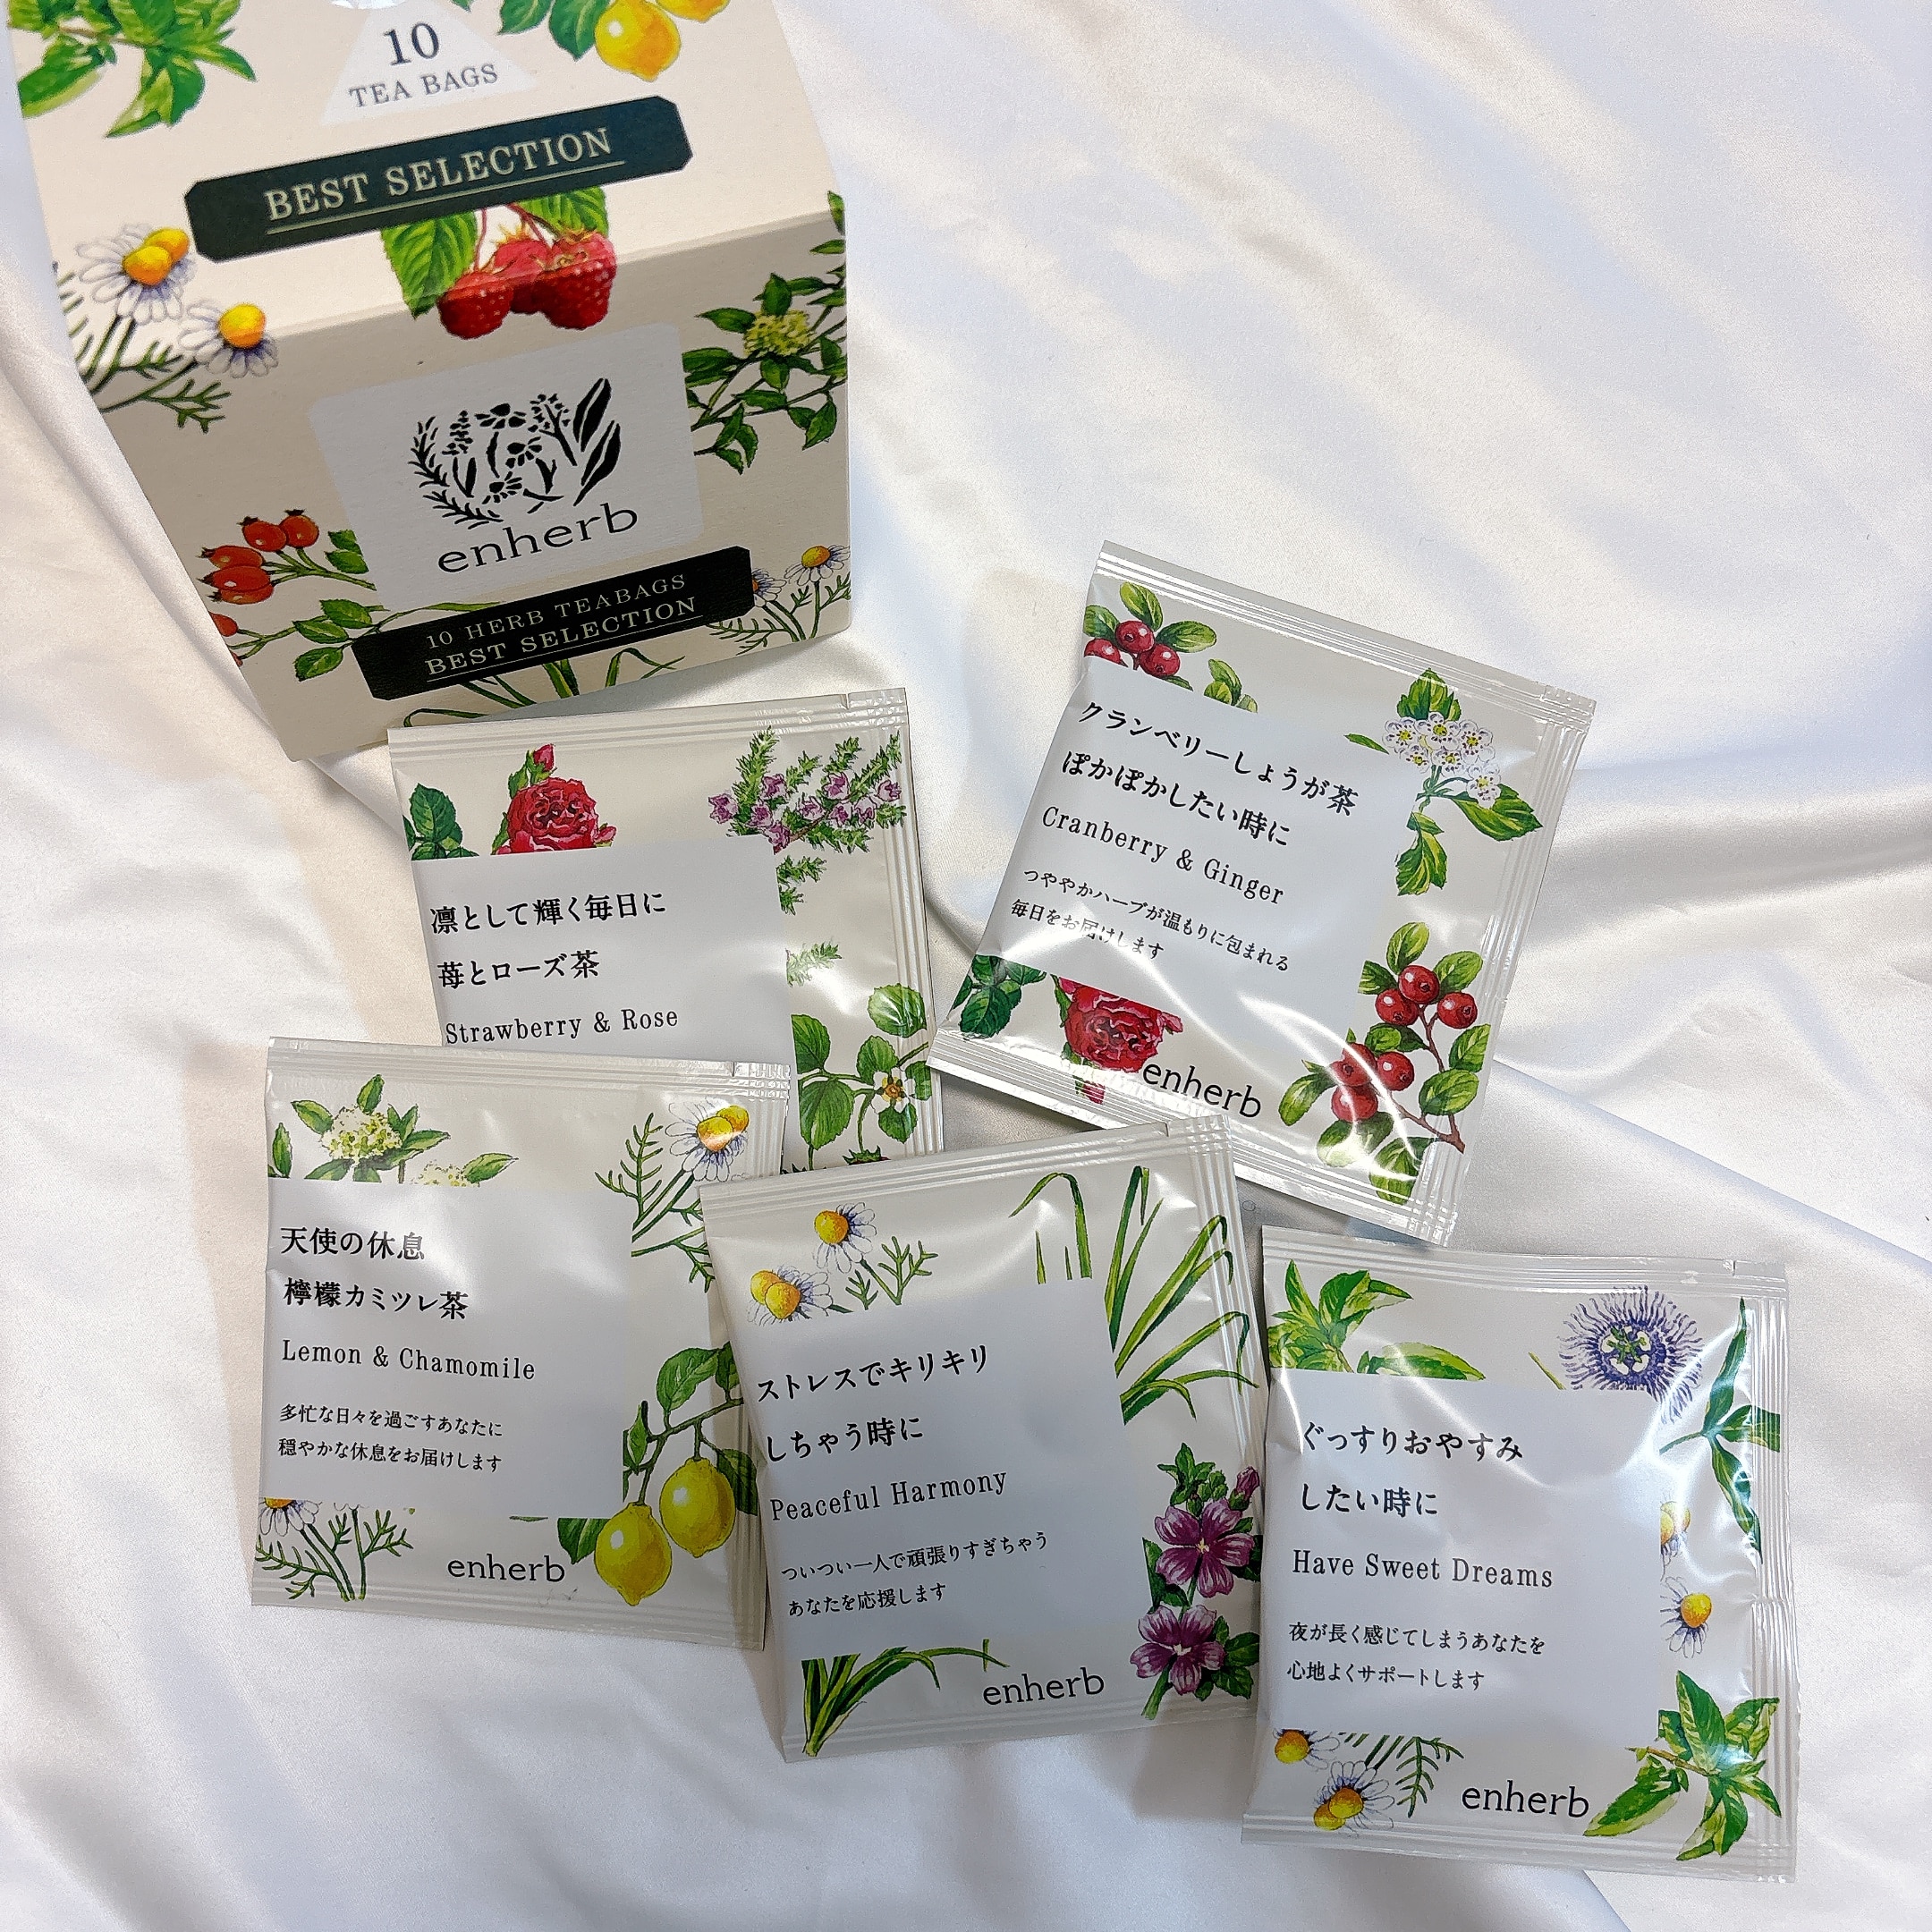 10
TEA BAGS
BEST SELECTION
enherb
10 HERB TEABAGS
BEST SELECTION
凛として輝く毎日に
苺とローズ茶
Strawberry & Rose
クランベリーしょうが茶
ぽかぽかしたい時に
Cranberry & Ginger
つややかハーブが温もりに包まれる
毎日をお届けします
enherb
天使の休息
檸檬カミツレ茶
Lemon & Chamomile
多忙な日々を過ごすあなたに
穏やかな休息をお届けします
enherb
ストレスでキリキリ
しちゃう時に
Peaceful Harmony
ついつい一人で頑張りすぎちゃう
あなたを応援します
enherb
ぐっすりおやすみ
したい時に
Have Sweet Dreams
夜が長く感じてしまうあなたを
心地よくサポートします
enherb